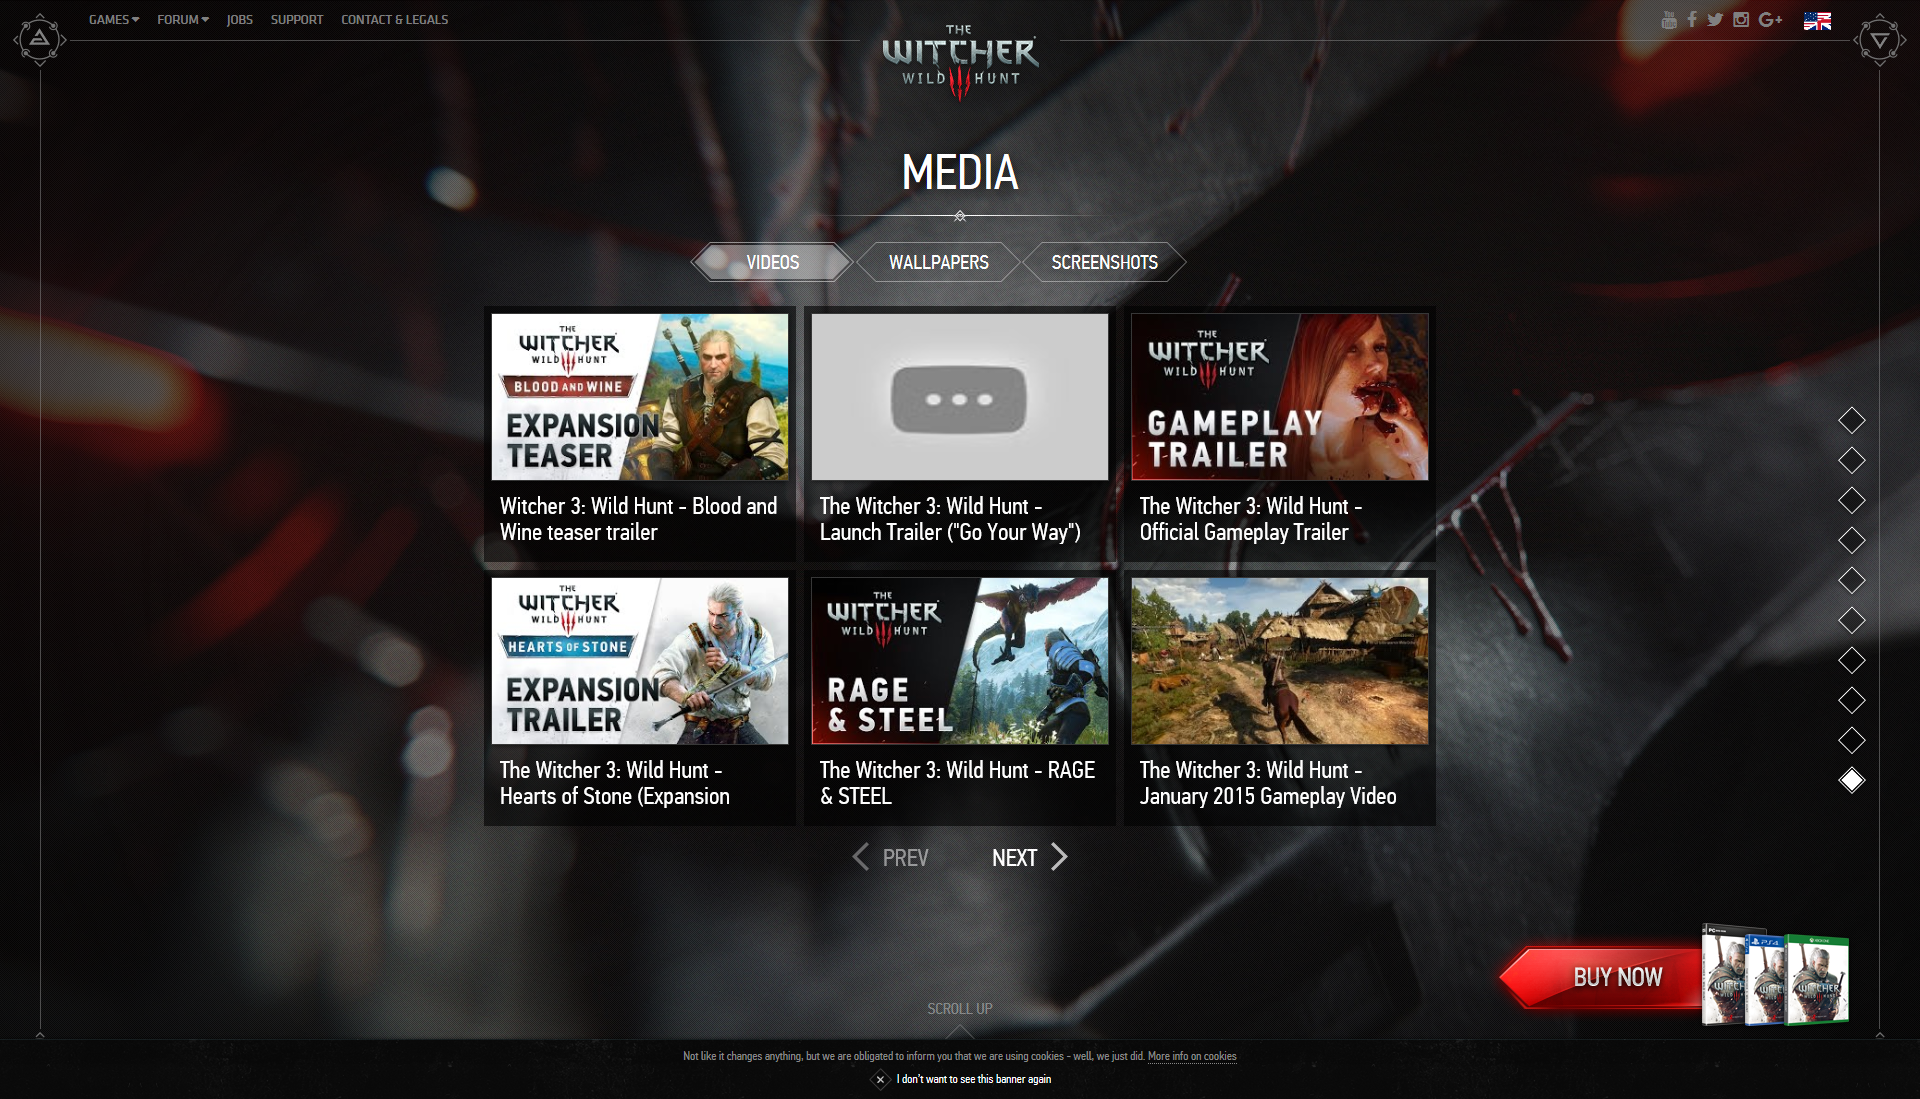 GAMES FORUM JOBS SUPPORT CONTACT & LEGALS
THE
WITCHER
WILD HUNT
MEDIA
VIDEOS WALLPAPERS SCREENSHOTS
THE
WITCHER
WILD HUNT
BLOOD AND WINE
EXPANSION
TEASER
Witcher 3: Wild Hunt - Blood and
Wine teaser trailer
The Witcher 3: Wild Hunt -
Launch Trailer ("Go Your Way")
THE
WITCHER
WILD HUNT
GAMEPLAY
TRAILER
The Witcher 3: Wild Hunt -
Official Gameplay Trailer
THE
WITCHER
WILD HUNT
HEARTS OF STONE
EXPANSION
TRAILER
The Witcher 3: Wild Hunt -
Hearts of Stone (Expansion
THE
WITCHER
WILD HUNT
RAGE
& STEEL
The Witcher 3: Wild Hunt - RAGE
& STEEL
The Witcher 3: Wild Hunt -
January 2015 Gameplay Video
PREV NEXT
BUY NOW
PC
PS4
WITCHER
WILD HUNT
SCROLL UP
Not like it changes anything, but we are obligated to inform you that we are using cookies - well, we just did. More info on cookies
I don't want to see this banner again